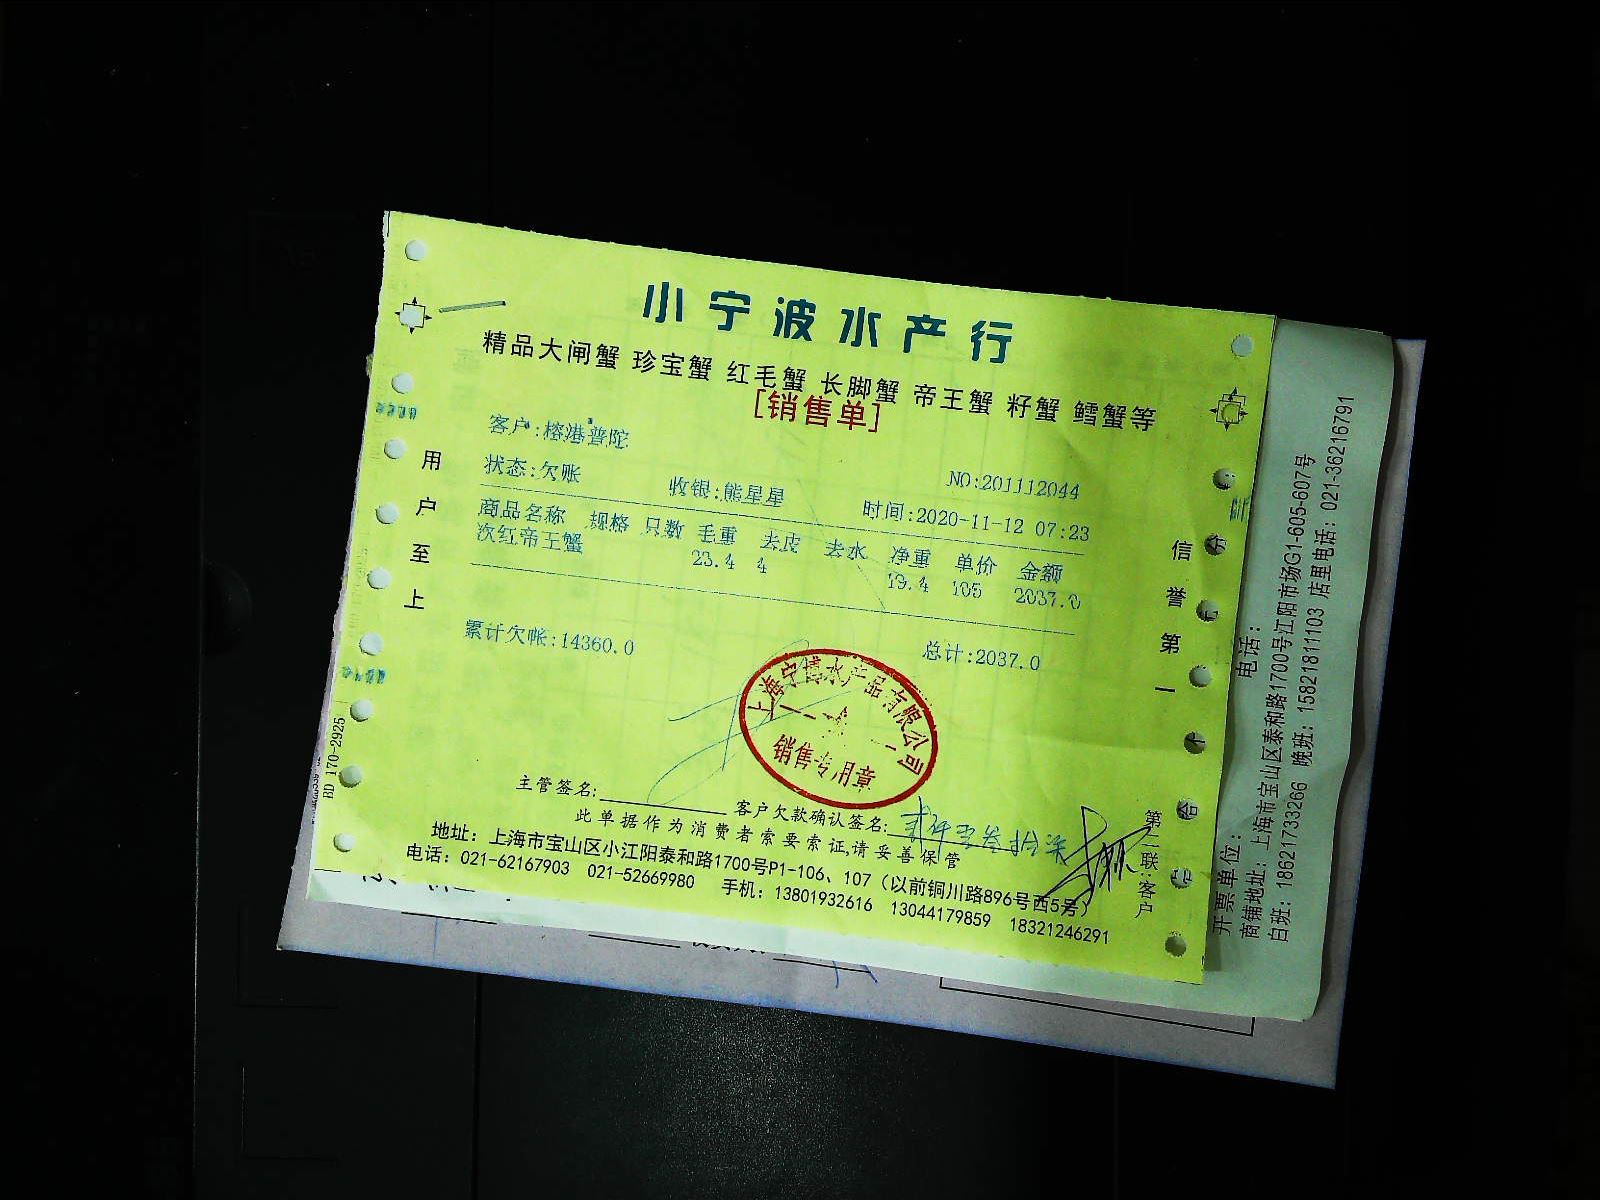 小宁波水产行
精品大闸蟹 珍宝蟹 红毛蟹 长脚蟹 帝王蟹 籽蟹 鳕蟹等
[销售单]
客户:榕港普陀
NO:201112044
状态:欠账 收银:熊星星 时间:2020-11-12 07:23
商品名称 规格 只数 毛重 去皮 去水 净重 单价 金额
次红帝王蟹 23.4 4 19.4 105 2037.0
累计欠帐:14360.0 总计:2037.0
用户至上
信誉第一
上海宁博水产品有限公司
销售专用章
主管签名: 客户欠款确认签名:
此单据作为消费者索要索证,请妥善保管
地址：上海市宝山区小江阳泰和路1700号P1-106、107（以前铜川路896号西5号）
电话：021-62167903 021-52669980 手机：13801932616 13044179859 18321246291
第二联:客户
BD 170-2925
电话：
开票单位：
商铺地址：上海市宝山区泰和路1700号江阳市场G1-605-607号
白班：18621733266 晚班：15821811103 店里电话：021-36216791